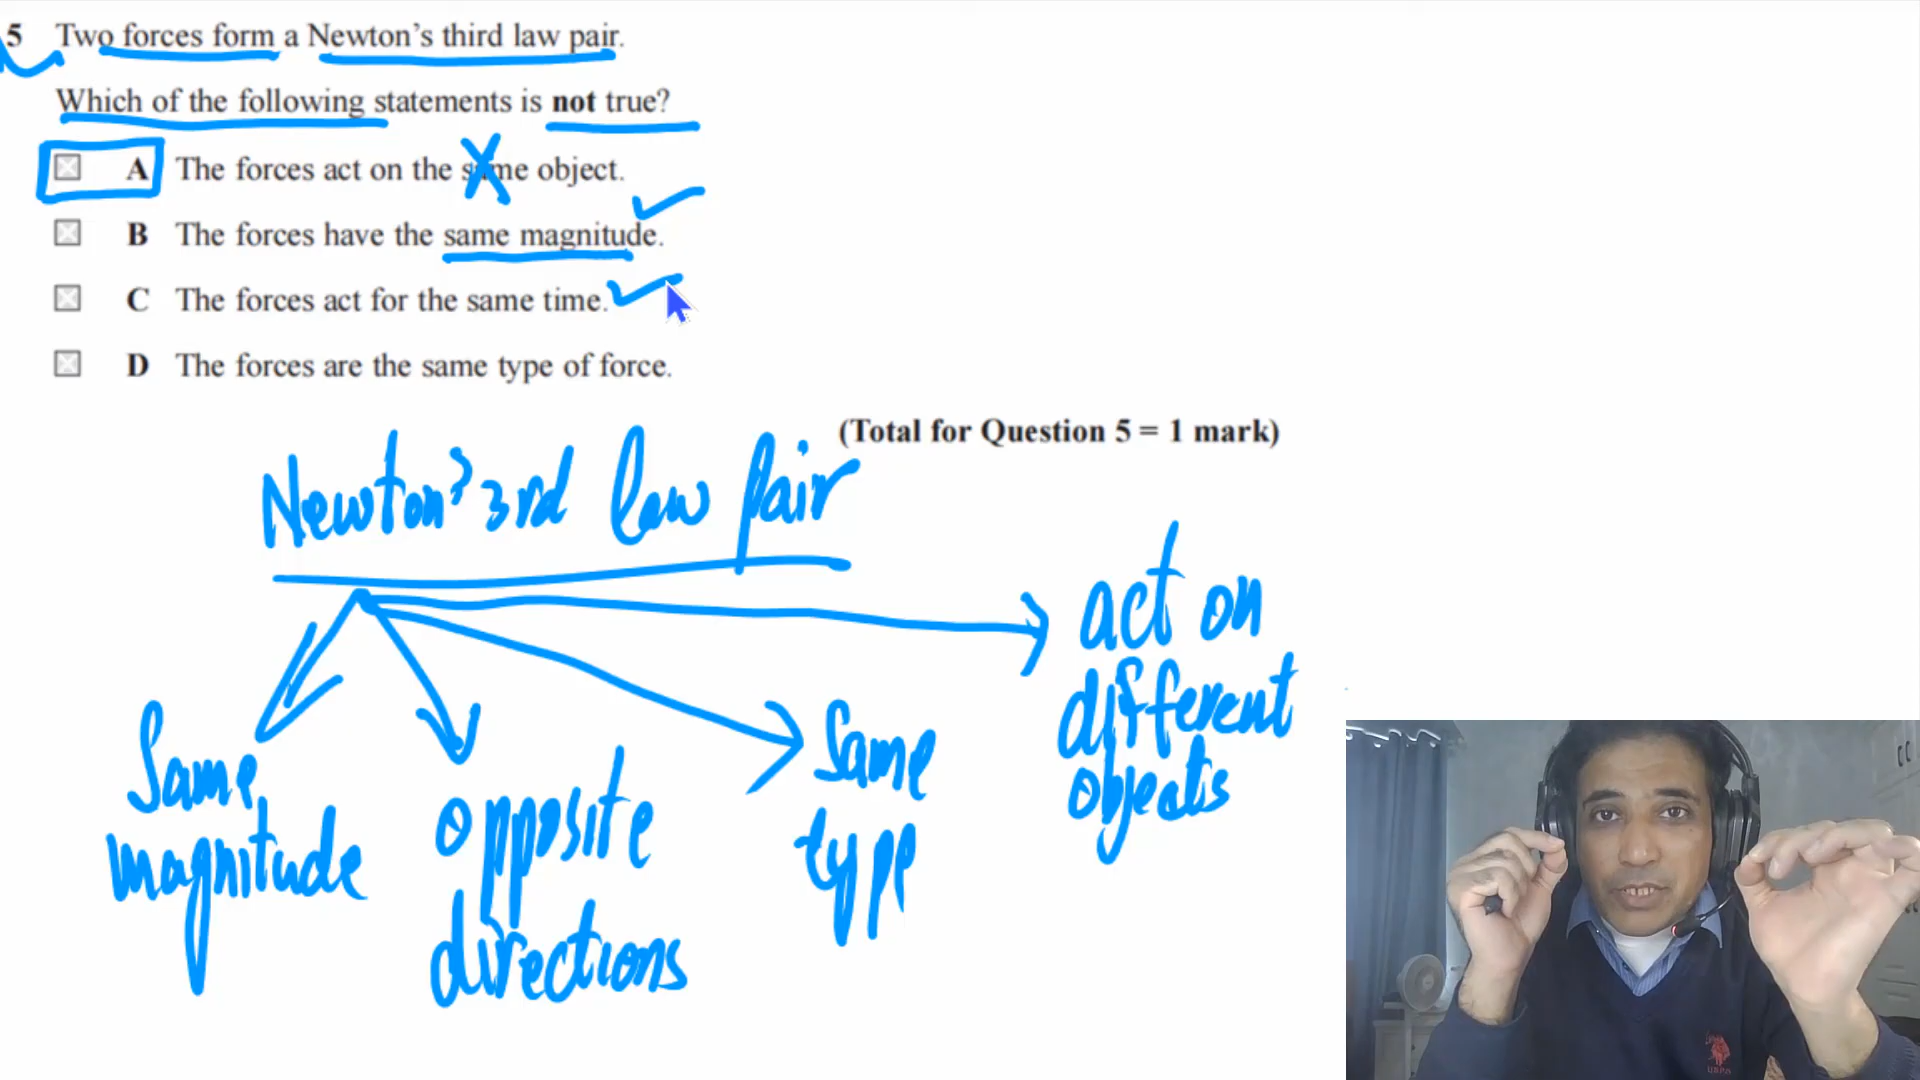 5 Two forces form a Newton's third law pair.
Which of the following statements is not true?
A The forces act on the same object.
B The forces have the same magnitude.
C The forces act for the same time.
D The forces are the same type of force.
(Total for Question 5 = 1 mark)
Newton's 3rd law pair
same magnitude
opposite directions
same type
act on different objects